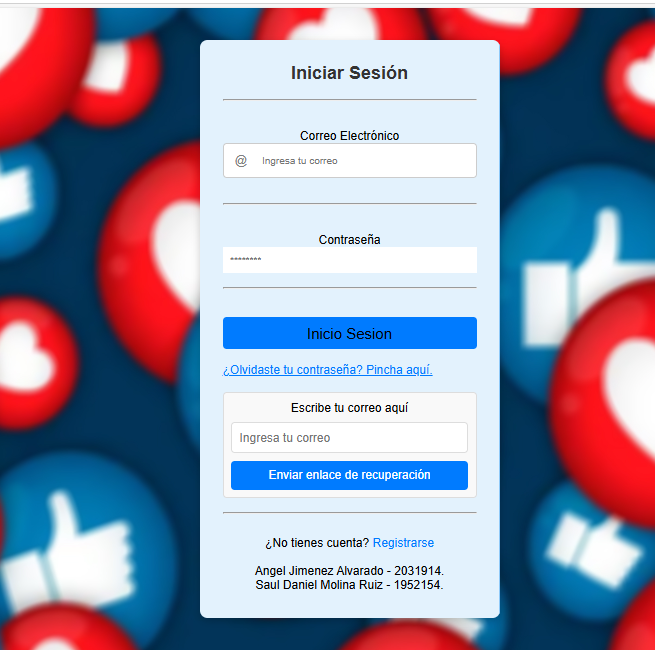 Iniciar Sesión
Correo Electrónico
@ Ingresa tu correo
Contraseña
********
Inicio Sesion
¿Olvidaste tu contraseña? Pincha aquí.
Escribe tu correo aquí
Ingresa tu correo
Enviar enlace de recuperación
¿No tienes cuenta? Registrarse
Angel Jimenez Alvarado - 2031914.
Saul Daniel Molina Ruiz - 1952154.